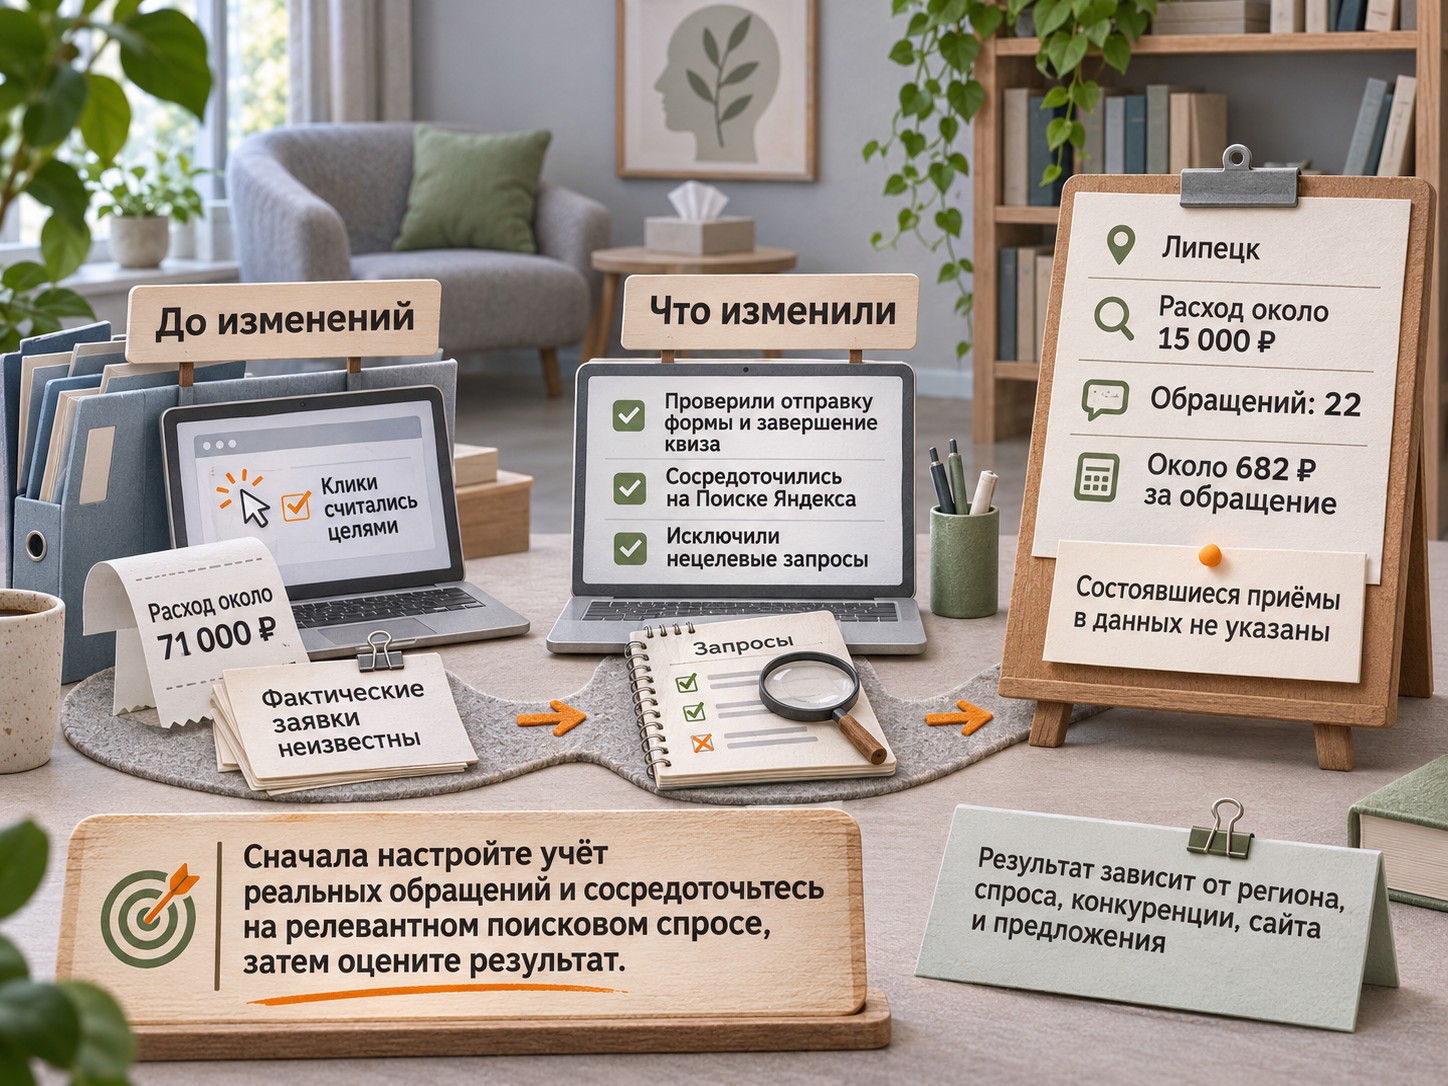 До изменений
Клики
считались
целями
Расход около
71 000 ₽
Фактические
заявки
неизвестны
Что изменили
Проверили отправку
формы и завершение
квиза
Сосредоточились
на Поиске Яндекса
Исключили
нецелевые запросы
Запросы
Липецк
Расход около
15 000 ₽
Обращений: 22
Около 682 ₽
за обращение
Состоявшиеся приёмы
в данных не указаны
Сначала настройте учёт
реальных обращений и сосредоточьтесь
на релевантном поисковом спросе,
затем оцените результат.
Результат зависит от региона,
спроса, конкуренции, сайта
и предложения